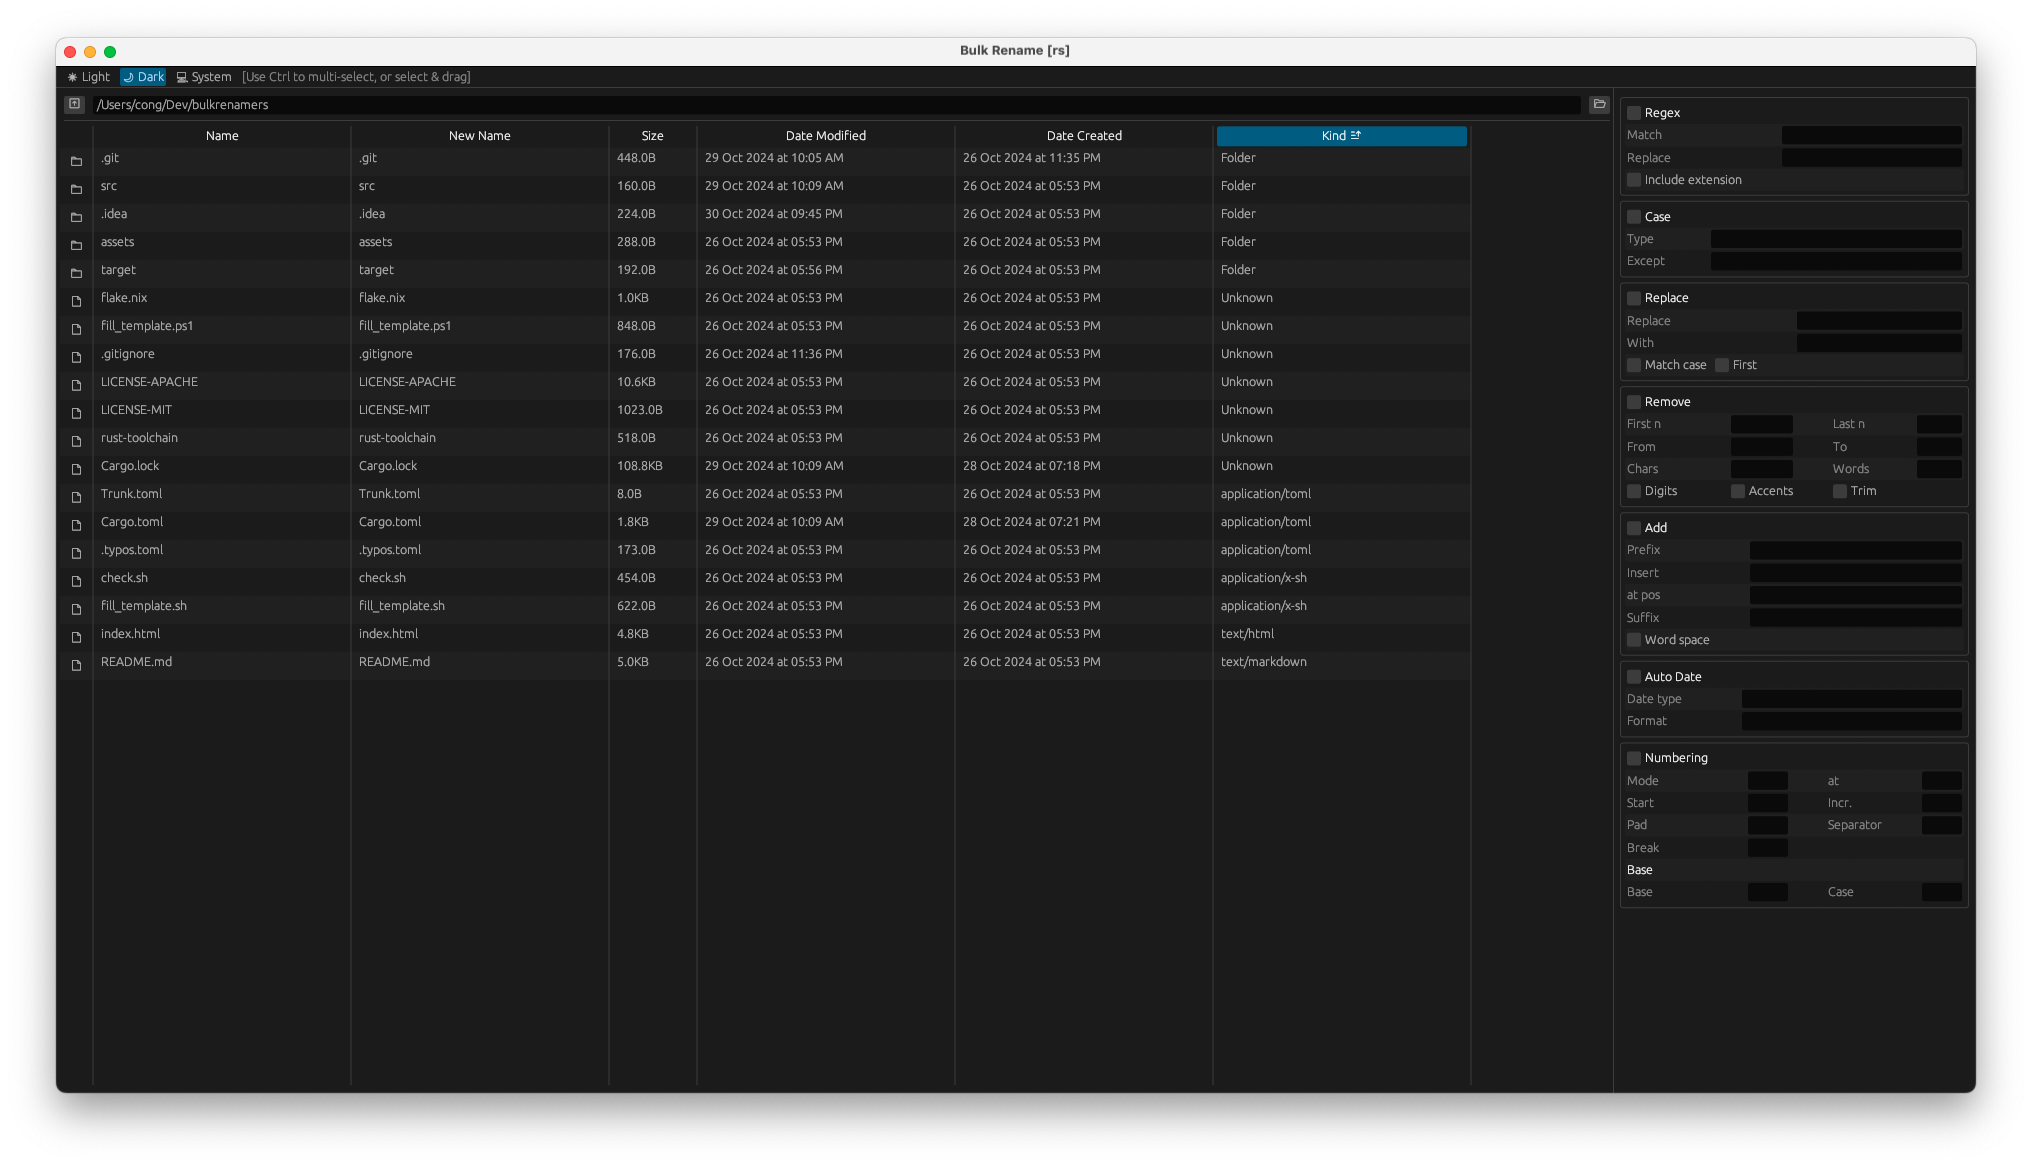 Bulk Rename [rs]
Light Dark System [Use Ctrl to multi-select, or select & drag]
/Users/cong/Dev/bulkrenamers
Name New Name Size Date Modified Date Created Kind
.git .git 448.0B 29 Oct 2024 at 10:05 AM 26 Oct 2024 at 11:35 PM Folder
src src 160.0B 29 Oct 2024 at 10:09 AM 26 Oct 2024 at 05:53 PM Folder
.idea .idea 224.0B 30 Oct 2024 at 09:45 PM 26 Oct 2024 at 05:53 PM Folder
assets assets 288.0B 26 Oct 2024 at 05:53 PM 26 Oct 2024 at 05:53 PM Folder
target target 192.0B 26 Oct 2024 at 05:56 PM 26 Oct 2024 at 05:53 PM Folder
flake.nix flake.nix 1.0KB 26 Oct 2024 at 05:53 PM 26 Oct 2024 at 05:53 PM Unknown
fill_template.ps1 fill_template.ps1 848.0B 26 Oct 2024 at 05:53 PM 26 Oct 2024 at 05:53 PM Unknown
.gitignore .gitignore 176.0B 26 Oct 2024 at 11:36 PM 26 Oct 2024 at 05:53 PM Unknown
LICENSE-APACHE LICENSE-APACHE 10.6KB 26 Oct 2024 at 05:53 PM 26 Oct 2024 at 05:53 PM Unknown
LICENSE-MIT LICENSE-MIT 1023.0B 26 Oct 2024 at 05:53 PM 26 Oct 2024 at 05:53 PM Unknown
rust-toolchain rust-toolchain 518.0B 26 Oct 2024 at 05:53 PM 26 Oct 2024 at 05:53 PM Unknown
Cargo.lock Cargo.lock 108.8KB 29 Oct 2024 at 10:09 AM 28 Oct 2024 at 07:18 PM Unknown
Trunk.toml Trunk.toml 8.0B 26 Oct 2024 at 05:53 PM 26 Oct 2024 at 05:53 PM application/toml
Cargo.toml Cargo.toml 1.8KB 29 Oct 2024 at 10:09 AM 28 Oct 2024 at 07:21 PM application/toml
.typos.toml .typos.toml 173.0B 26 Oct 2024 at 05:53 PM 26 Oct 2024 at 05:53 PM application/toml
check.sh check.sh 454.0B 26 Oct 2024 at 05:53 PM 26 Oct 2024 at 05:53 PM application/x-sh
fill_template.sh fill_template.sh 622.0B 26 Oct 2024 at 05:53 PM 26 Oct 2024 at 05:53 PM application/x-sh
index.html index.html 4.8KB 26 Oct 2024 at 05:53 PM 26 Oct 2024 at 05:53 PM text/html
README.md README.md 5.0KB 26 Oct 2024 at 05:53 PM 26 Oct 2024 at 05:53 PM text/markdown
Regex
Match
Replace
Include extension
Case
Type
Except
Replace
Replace
With
Match case First
Remove
First n Last n
From To
Chars Words
Digits Accents Trim
Add
Prefix
Insert
at pos
Suffix
Word space
Auto Date
Date type
Format
Numbering
Mode at
Start Incr.
Pad Separator
Break
Base
Base Case